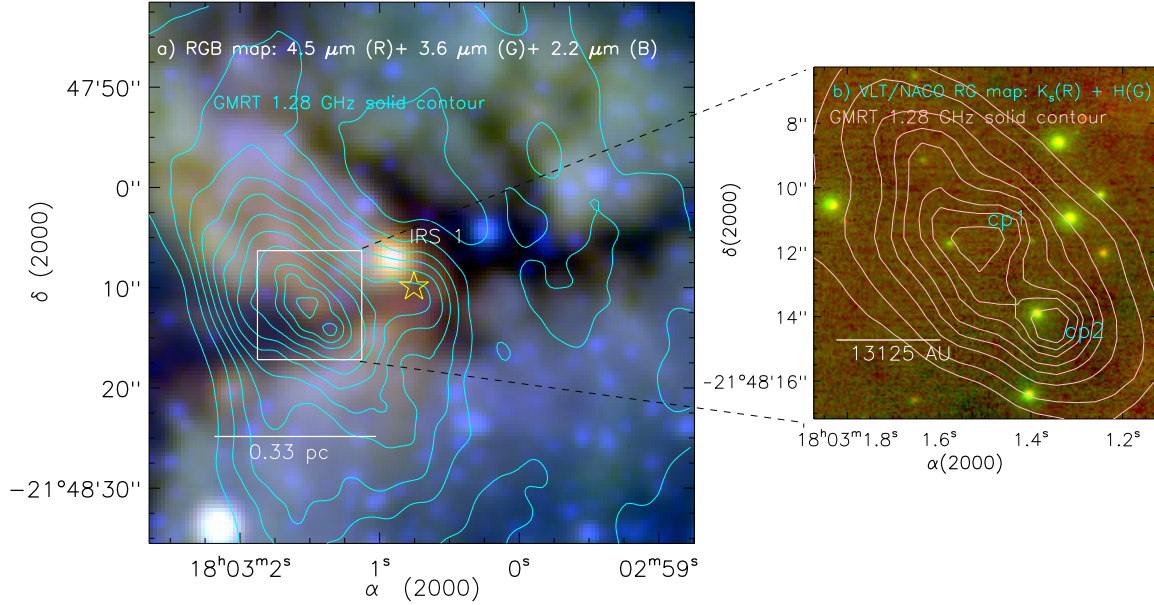 a) RGB map: 4.5 μm (R)+ 3.6 μm (G)+ 2.2 μm (B)
GMRT 1.28 GHz solid contour
IRS 1
0.33 pc
47'50"
0"
10"
20"
−21°48'30"
δ (2000)
18ʰ03ᵐ2ˢ
1ˢ
0ˢ
02ᵐ59ˢ
α (2000)
b) VLT/NACO RG map: Kₛ(R) + H(G)
GMRT 1.28 GHz solid contour
cp1
cp2
13125 AU
8"
10"
12"
14"
−21°48'16"
δ(2000)
18ʰ03ᵐ1.8ˢ
1.6ˢ
1.4ˢ
1.2ˢ
α(2000)